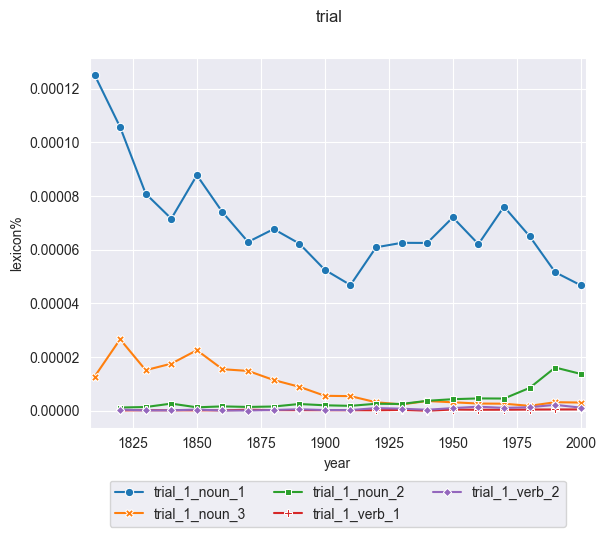 trial
0.00012
0.00010
0.00008
0.00006
0.00004
0.00002
0.00000
lexicon%
1825 1850 1875 1900 1925 1950 1975 2000
year
trial_1_noun_1 trial_1_noun_2 trial_1_verb_2
trial_1_noun_3 trial_1_verb_1